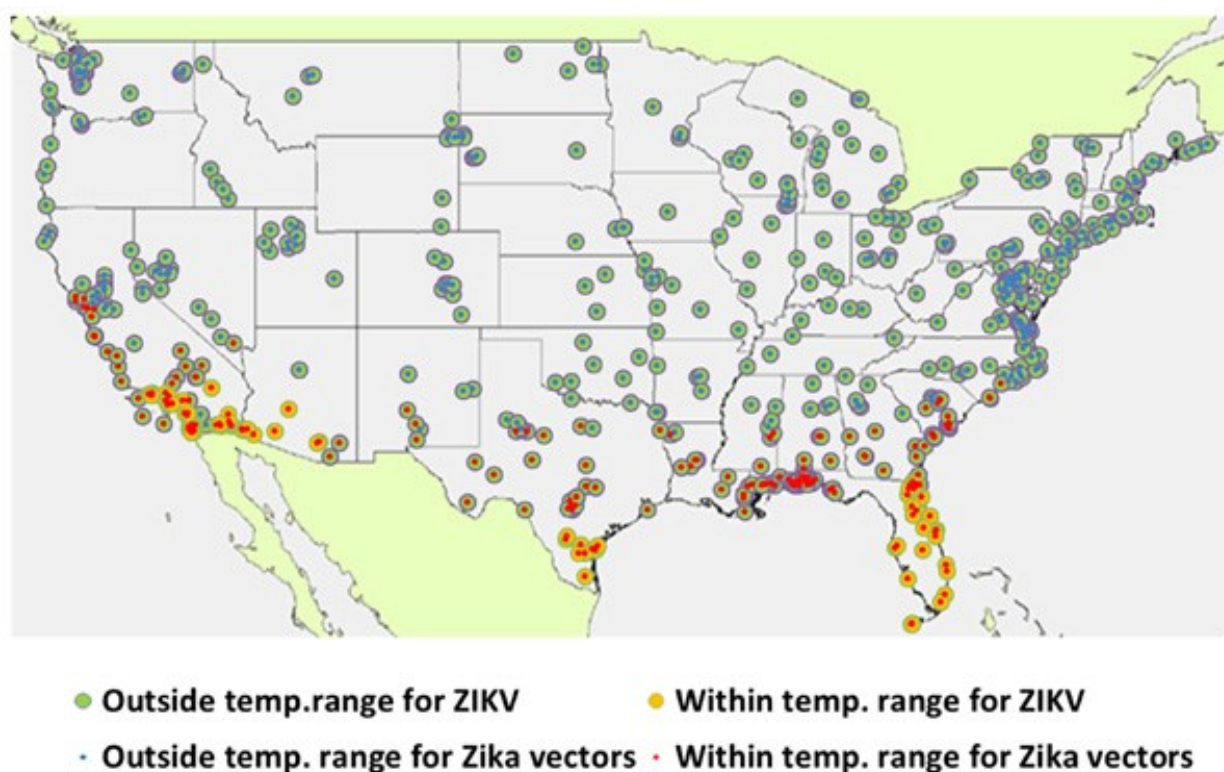 Outside temp.range for ZIKV
Within temp. range for ZIKV
Outside temp. range for Zika vectors
Within temp. range for Zika vectors